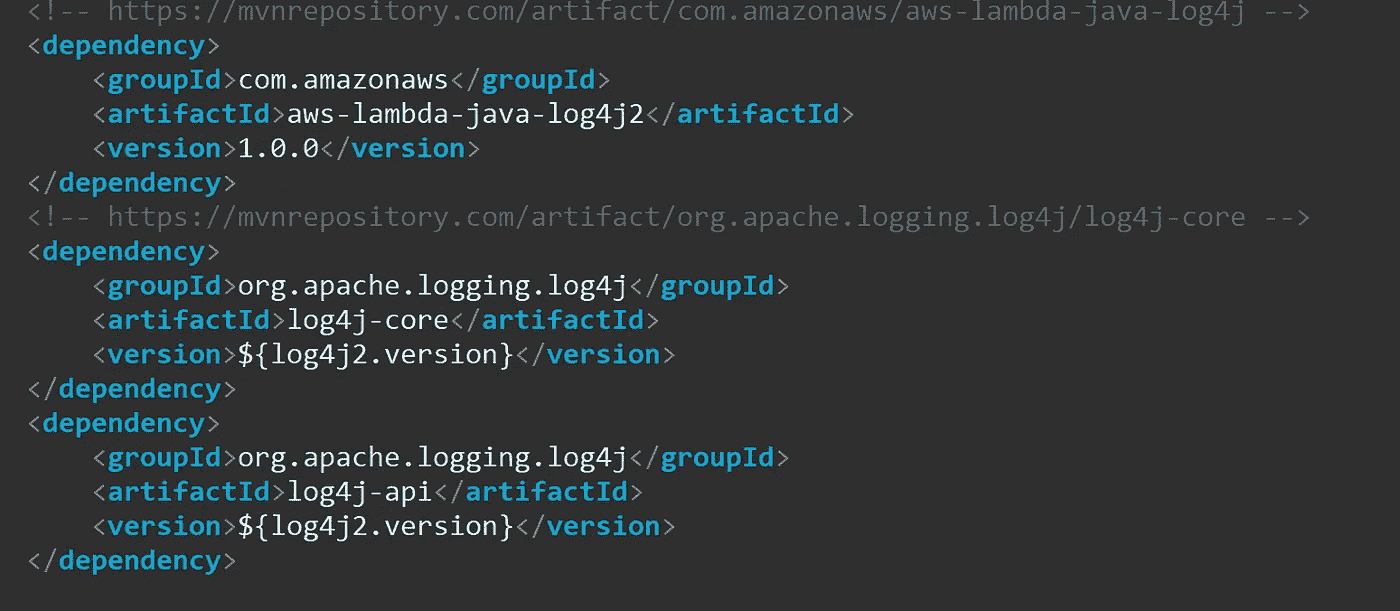 <!-- https://mvnrepository.com/artifact/com.amazonaws/aws-lambda-java-log4j -->
<dependency>
    <groupId>com.amazonaws</groupId>
    <artifactId>aws-lambda-java-log4j2</artifactId>
    <version>1.0.0</version>
</dependency>
<!-- https://mvnrepository.com/artifact/org.apache.logging.log4j/log4j-core -->
<dependency>
    <groupId>org.apache.logging.log4j</groupId>
    <artifactId>log4j-core</artifactId>
    <version>${log4j2.version}</version>
</dependency>
<dependency>
    <groupId>org.apache.logging.log4j</groupId>
    <artifactId>log4j-api</artifactId>
    <version>${log4j2.version}</version>
</dependency>